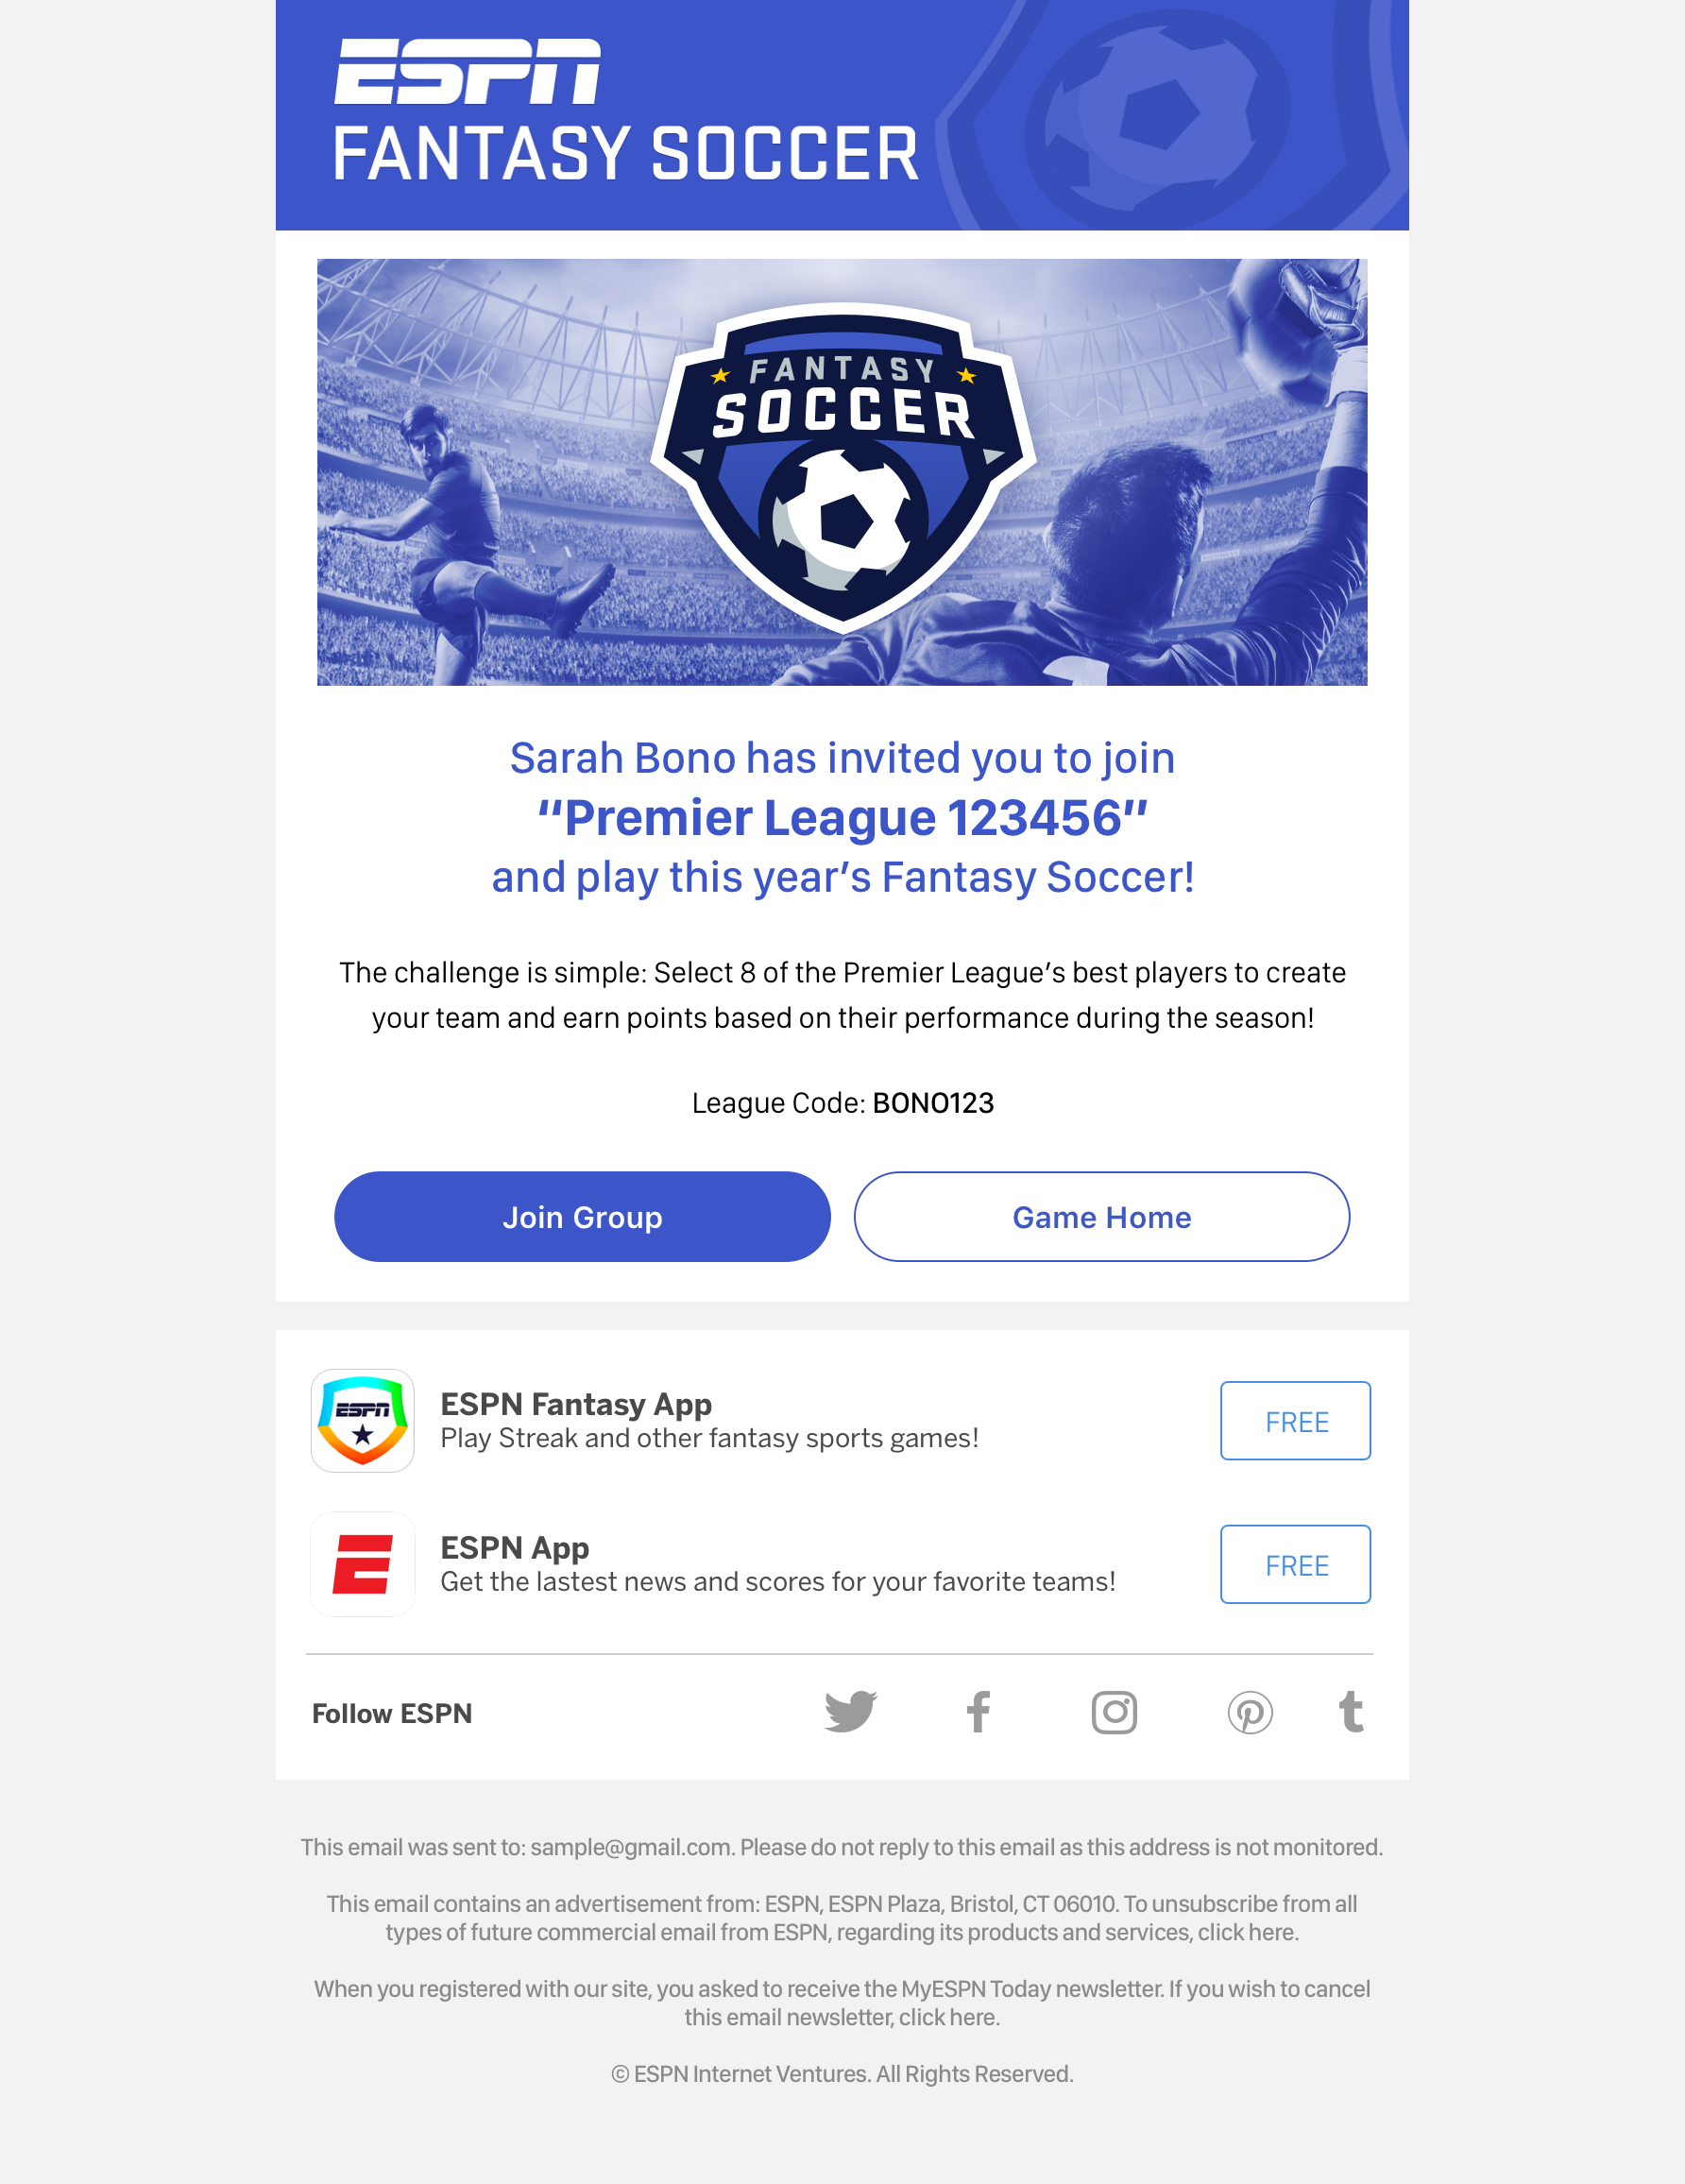 ESPN
FANTASY SOCCER
FANTASY
SOCCER
Sarah Bono has invited you to join
“Premier League 123456”
and play this year’s Fantasy Soccer!
The challenge is simple: Select 8 of the Premier League’s best players to create
your team and earn points based on their performance during the season!
League Code: BONO123
Join Group
Game Home
ESPN
ESPN Fantasy App
Play Streak and other fantasy sports games!
FREE
E
ESPN App
Get the lastest news and scores for your favorite teams!
FREE
Follow ESPN
This email was sent to: sample@gmail.com. Please do not reply to this email as this address is not monitored.
This email contains an advertisement from: ESPN, ESPN Plaza, Bristol, CT 06010. To unsubscribe from all
types of future commercial email from ESPN, regarding its products and services, click here.
When you registered with our site, you asked to receive the MyESPN Today newsletter. If you wish to cancel
this email newsletter, click here.
© ESPN Internet Ventures. All Rights Reserved.